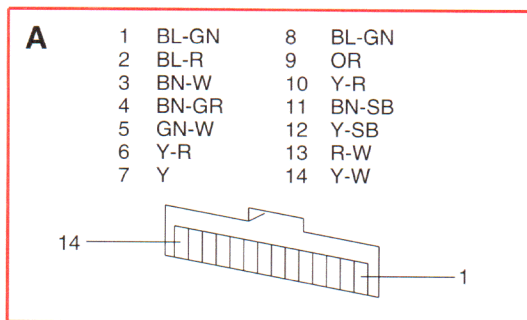 A
1 BL-GN 8 BL-GN
2 BL-R 9 OR
3 BN-W 10 Y-R
4 BN-GR 11 BN-SB
5 GN-W 12 Y-SB
6 Y-R 13 R-W
7 Y 14 Y-W
14 1